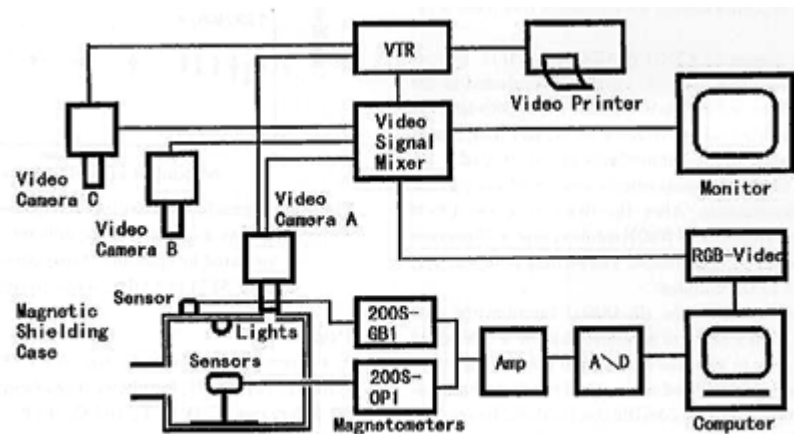 VTR
Video Printer
Video
Signal
Mixer
Monitor
Video
Camera C
Video
Camera B
Video
Camera A
RGB-Video
Sensor
Magnetic
Shielding
Case
Lights
Sensors
200S-
GB1
200S-
OP1
Magnetometers
Amp
A\D
Computer